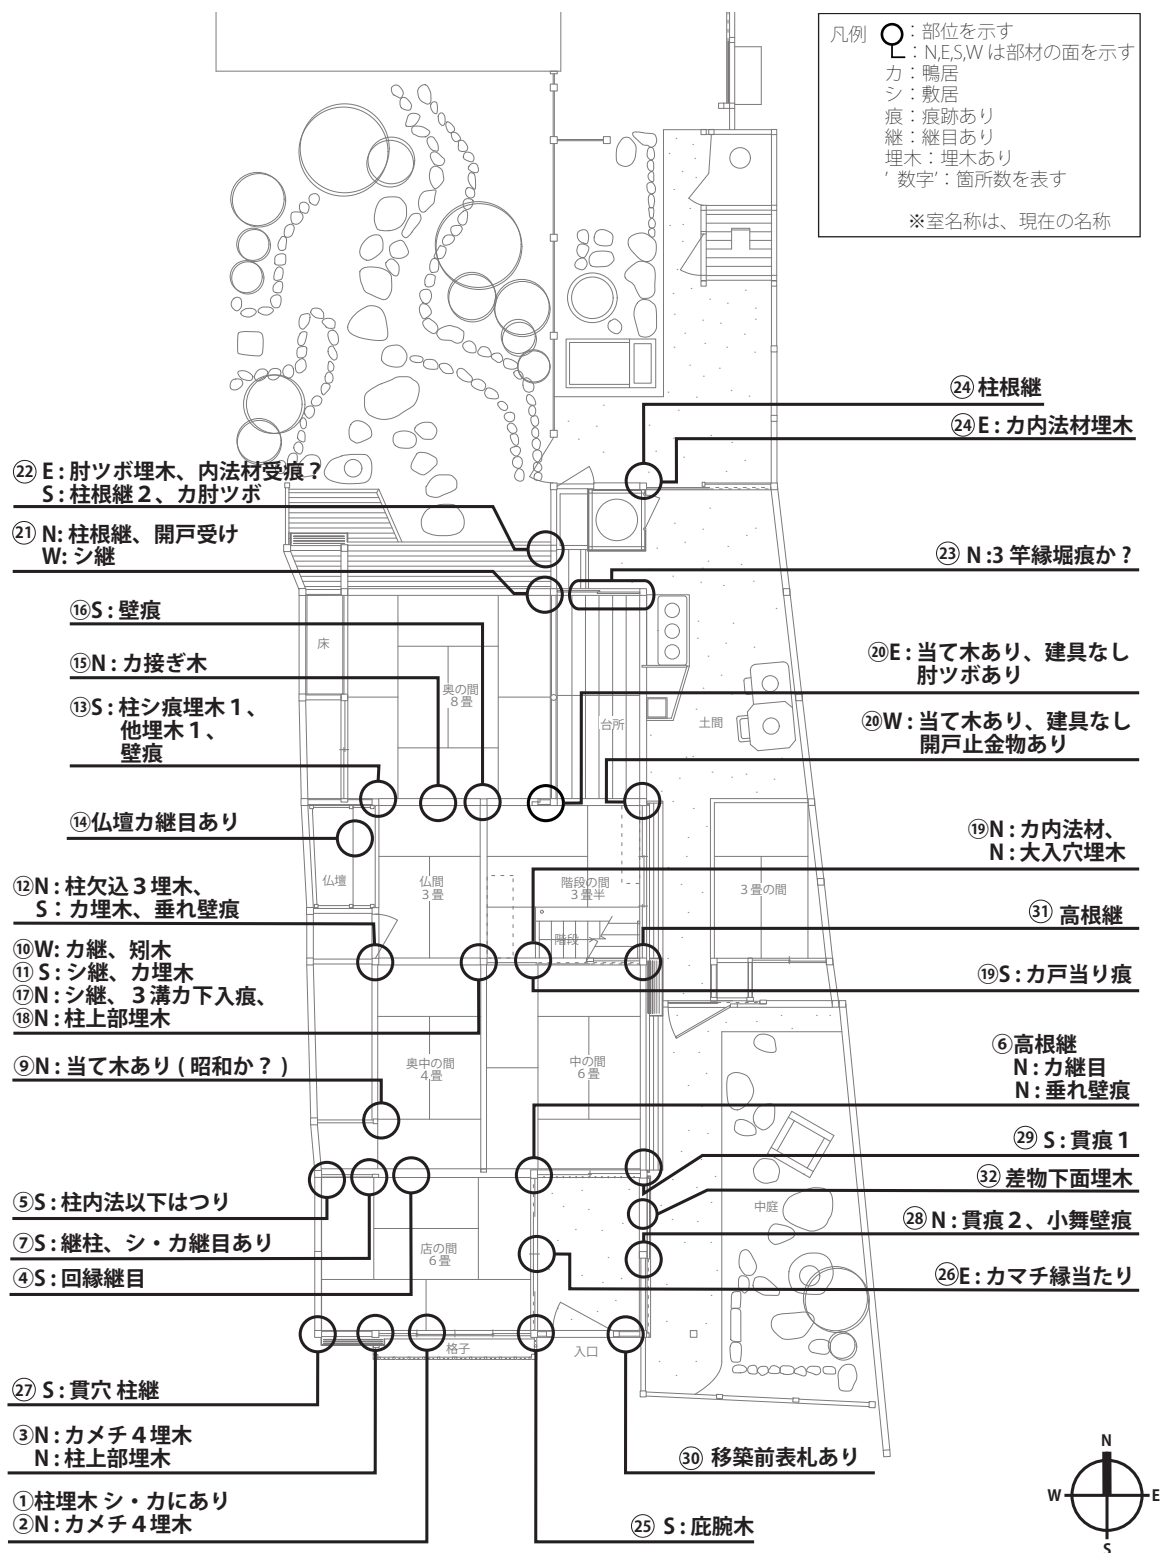 凡例 ○：部位を示す
：N,E,S,W は部材の面を示す
カ：鴨居
シ：敷居
痕：痕跡あり
継：継目あり
埋木：埋木あり
’数字’：箇所数を表す
※室名称は、現在の名称
㉔柱根継
㉔E：カ内法材埋木
㉒ E：肘ツボ埋木、内法材受痕？
S：柱根継２、カ肘ツボ
㉑ N：柱根継、開戸受け
W：シ継
㉓ N：3 竿縁堀痕か？
⑯S：壁痕
⑮N：カ接ぎ木
⑬S：柱シ痕埋木１、
他埋木１、
壁痕
⑳E：当て木あり、建具なし
肘ツボあり
⑳W：当て木あり、建具なし
開戸止金物あり
床
奥の間
８畳
台所
土間
⑭仏壇カ継目あり
⑲N：カ内法材、
N：大入穴埋木
仏壇
仏間
３畳
階段の間
３畳半
階段
３畳の間
⑫N：柱欠込３埋木、
S：カ埋木、垂れ壁痕
㉛ 高根継
⑩W：カ継、矧木
⑪S：シ継、カ埋木
⑰N：シ継、３溝カ下入痕、
⑱N：柱上部埋木
⑲S：カ戸当り痕
⑨N：当て木あり ( 昭和か？ )
奥中の間
４畳
中の間
６畳
⑥高根継
N：カ継目
N：垂れ壁痕
㉙ S：貫痕１
㉜ 差物下面埋木
中庭
㉘ N：貫痕２、小舞壁痕
㉖E：カマチ縁当たり
⑤S：柱内法以下はつり
⑦S：継柱、シ・カ継目あり
④S：回縁継目
店の間
６畳
格子
入口
㉗ S：貫穴 柱継
③N：カメチ４埋木
N：柱上部埋木
①柱埋木 シ・カにあり
②N：カメチ４埋木
㉚ 移築前表札あり
㉕ S：庇腕木
N
W
E
S